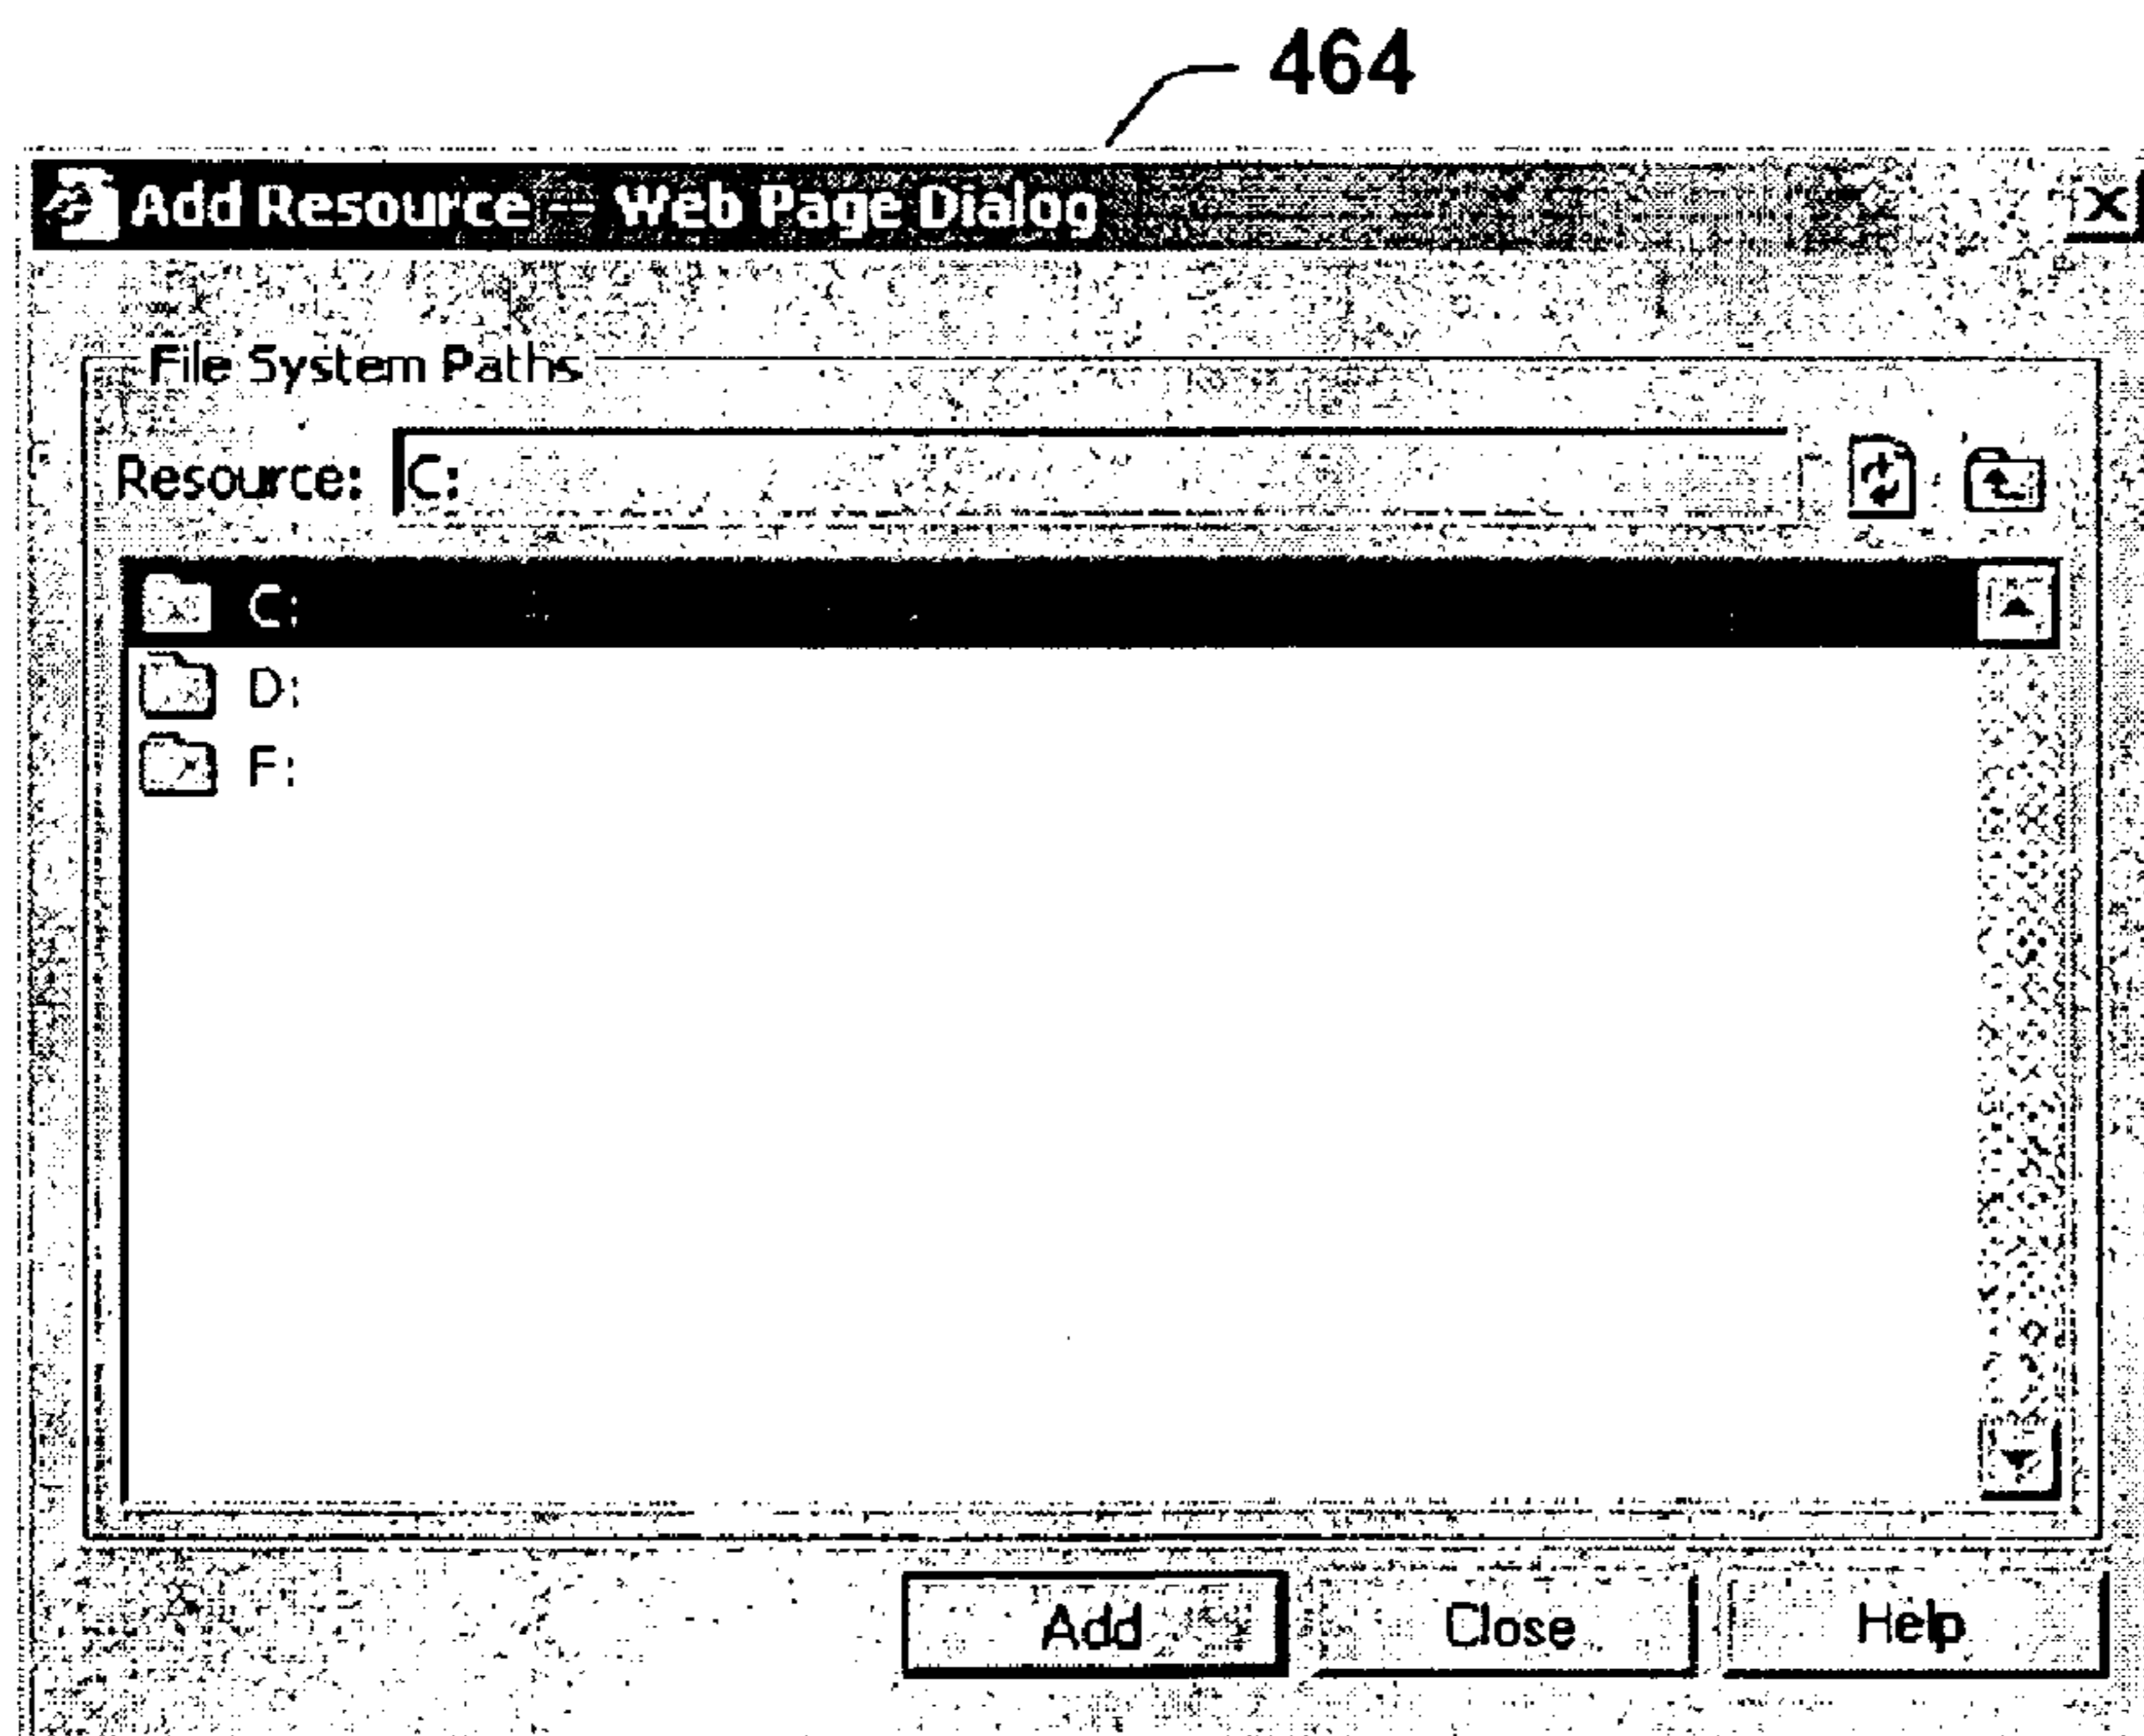 464
Add Resource -- Web Page Dialog
File System Paths
Resource: C:
C:
D:
F:
Add Close Help